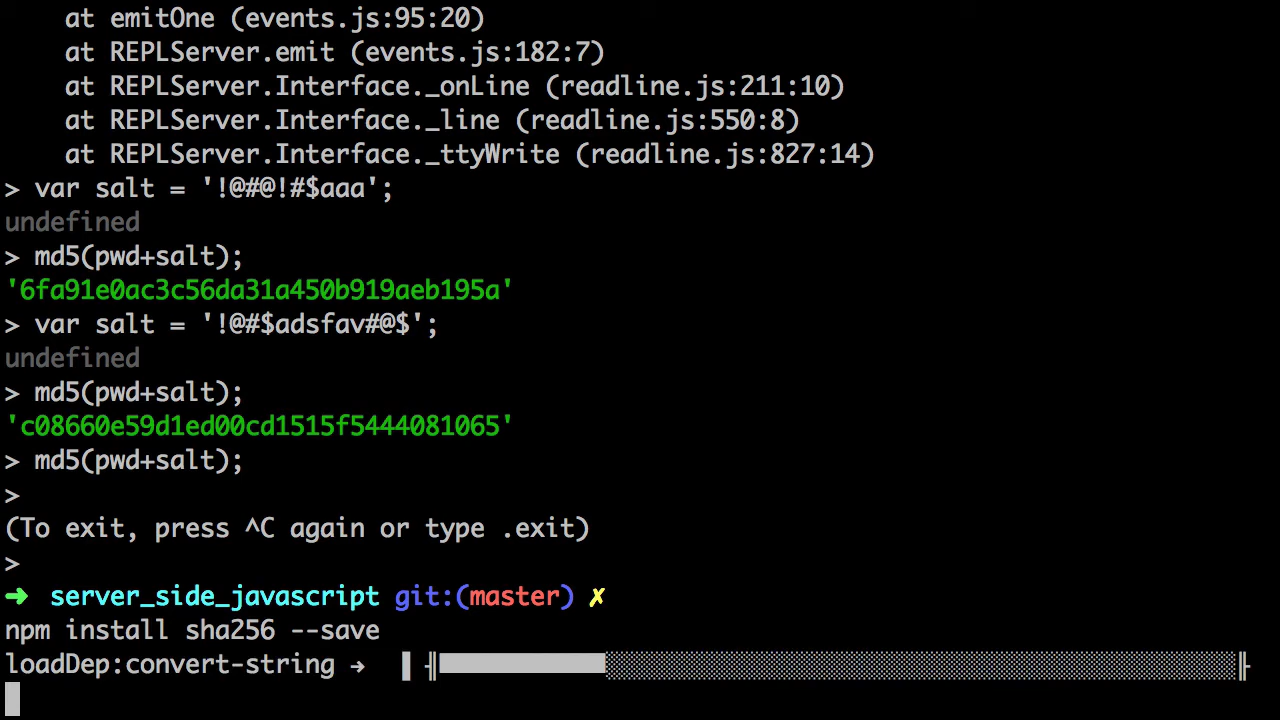 at emitOne (events.js:95:20)
    at REPLServer.emit (events.js:182:7)
    at REPLServer.Interface._onLine (readline.js:211:10)
    at REPLServer.Interface._line (readline.js:550:8)
    at REPLServer.Interface._ttyWrite (readline.js:827:14)
> var salt = '!@#@!#$aaa';
undefined
> md5(pwd+salt);
'6fa91e0ac3c56da31a450b919aeb195a'
> var salt = '!@#$adsfav#@$';
undefined
> md5(pwd+salt);
'c08660e59d1ed00cd1515f5444081065'
> md5(pwd+salt);
>
(To exit, press ^C again or type .exit)
>
➜  server_side_javascript git:(master) ✗
npm install sha256 --save
loadDep:convert-string →